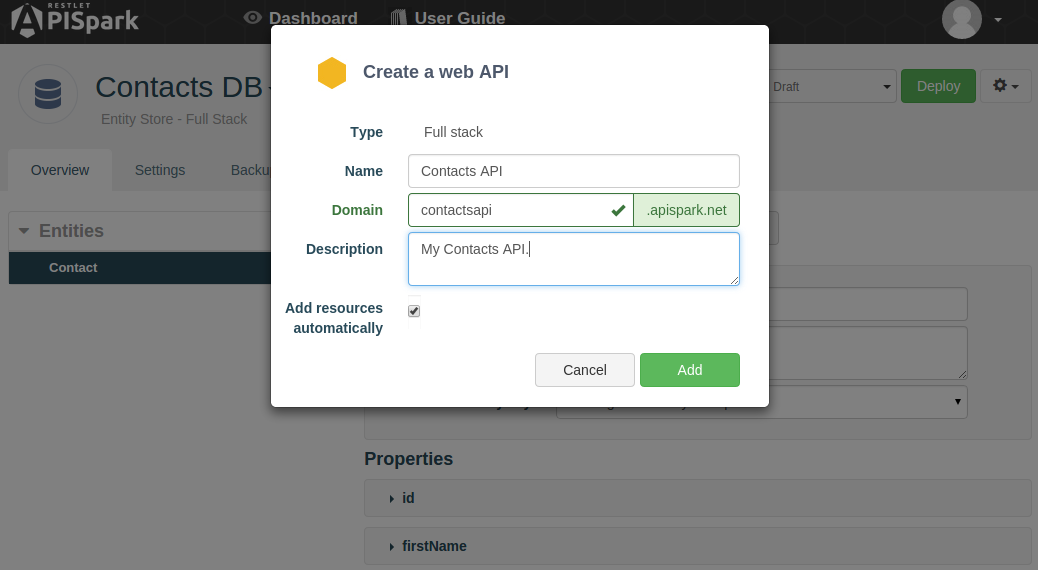 RESTLET
APISpark
Dashboard
User Guide
Contacts DB
Entity Store - Full Stack
Draft
Deploy
Overview
Settings
Entities
Contact
Create a web API
Type
Full stack
Name
Contacts API
Domain
contactsapi
.apispark.net
Description
My Contacts API.
Add resources
automatically
Cancel
Add
Properties
id
firstName